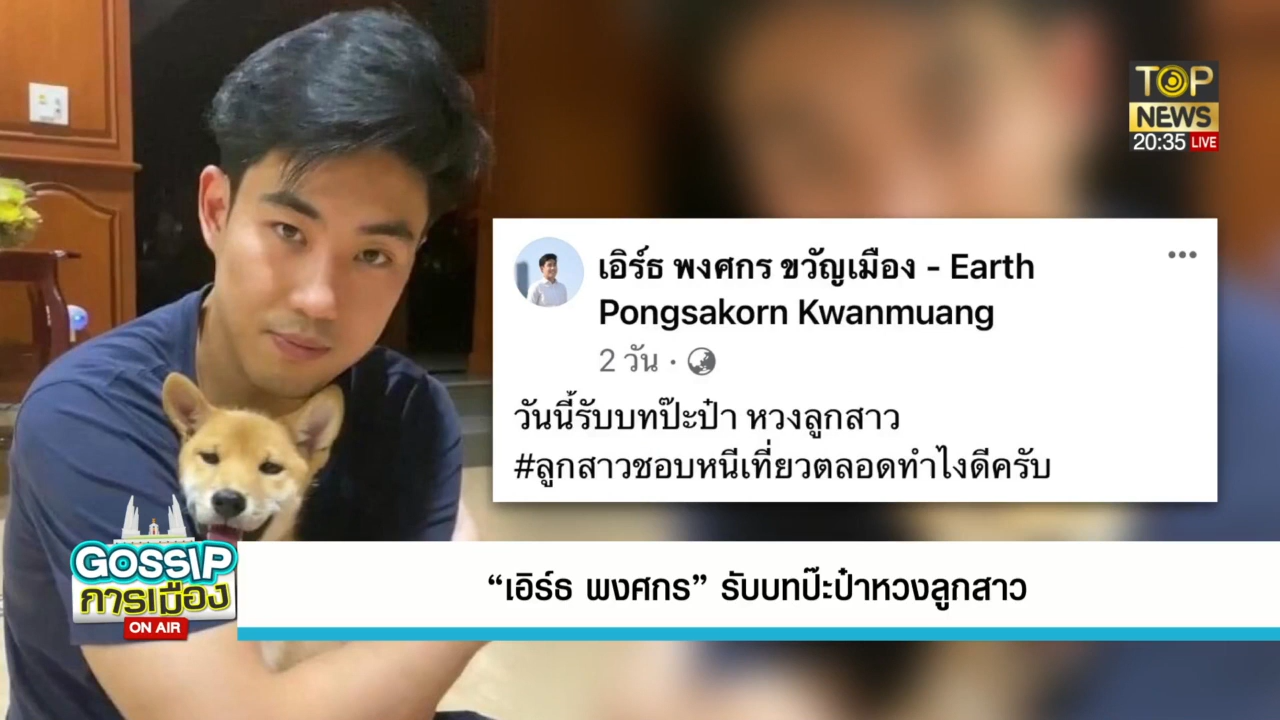 TOP
NEWS
20:35 LIVE
เอิร์ธ พงศกร ขวัญเมือง - Earth
Pongsakorn Kwanmuang
2 วัน ·
วันนี้รับบทป๊ะป๋า หวงลูกสาว
#ลูกสาวชอบหนีเที่ยวตลอดทำไงดีครับ
GOSSIP
การเมือง
ON AIR
“เอิร์ธ พงศกร” รับบทป๊ะป๋าหวงลูกสาว